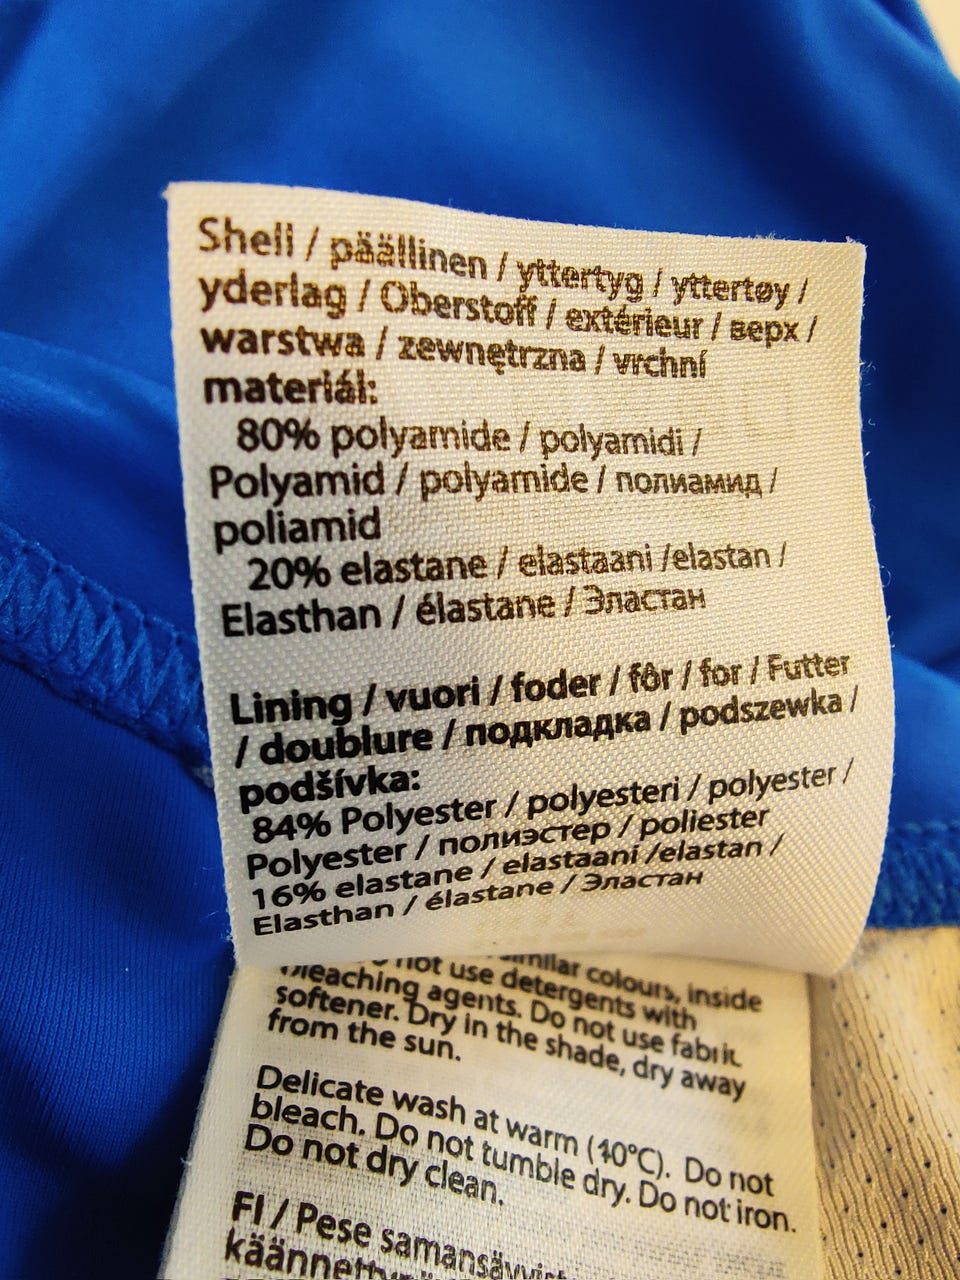 Shell / päällinen / yttertyg / yttertøy /
yderlag / Oberstoff / extérieur / верх /
warstwa / zewnętrzna / vrchní
materiál:
80% polyamide / polyamidi /
Polyamid / polyamide / полиамид /
poliamid
20% elastane / elastaani /elastan /
Elasthan / élastane / Эластан
Lining / vuori / foder / fôr / for / Futter
/ doublure / подкладка / podszewka /
podšívka:
84% Polyester / polyesteri / polyester /
Polyester / полиэстер / poliester
16% elastane / elastaani /elastan /
Elasthan / élastane / Эластан
similar colours, inside
not use detergents with
bleaching agents. Do not use fabric
softener. Dry in the shade, dry away
from the sun.
Delicate wash at warm (40°C). Do not
bleach. Do not tumble dry. Do not iron.
Do not dry clean.
FI / Pese